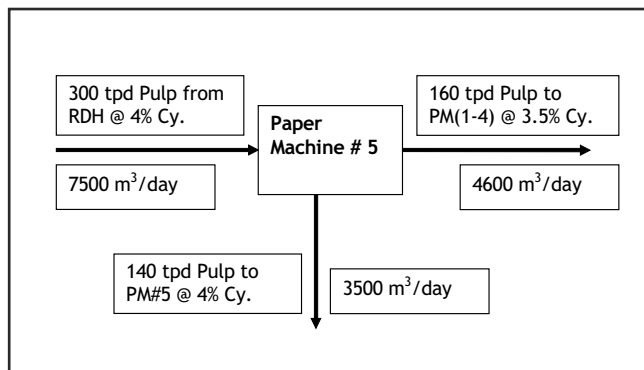 300 tpd Pulp from
RDH @ 4% Cy.
7500 m³/day
Paper
Machine # 5
160 tpd Pulp to
PM(1-4) @ 3.5% Cy.
4600 m³/day
140 tpd Pulp to
PM#5 @ 4% Cy.
3500 m³/day